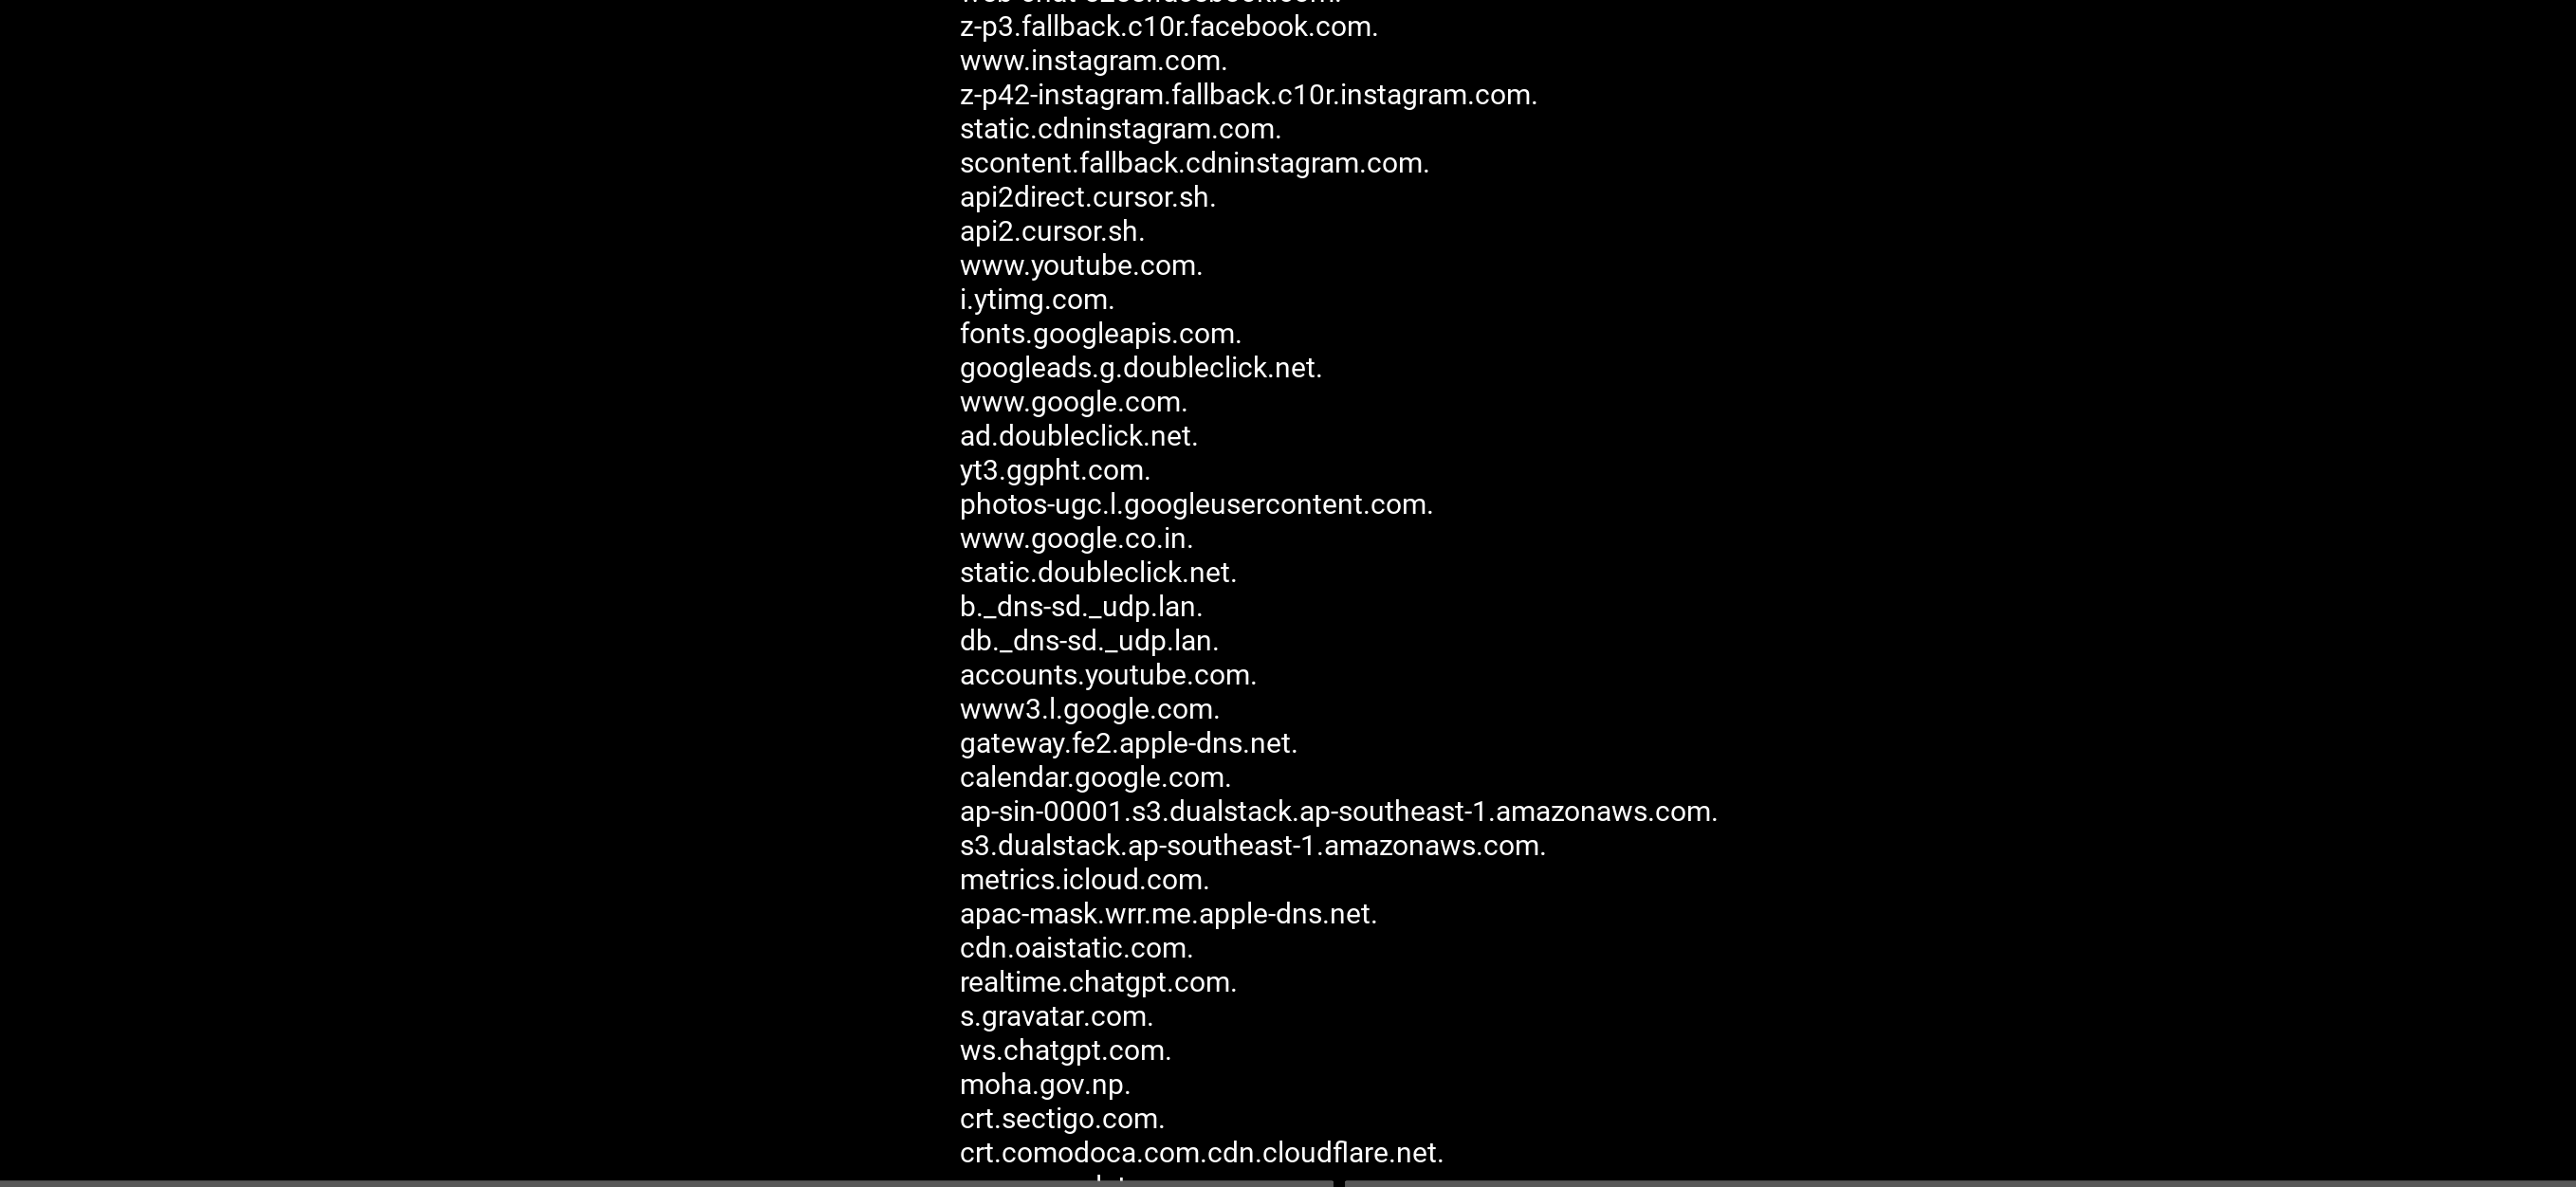 z-p3.fallback.c10r.facebook.com.
www.instagram.com.
z-p42-instagram.fallback.c10r.instagram.com.
static.cdninstagram.com.
scontent.fallback.cdninstagram.com.
api2direct.cursor.sh.
api2.cursor.sh.
www.youtube.com.
i.ytimg.com.
fonts.googleapis.com.
googleads.g.doubleclick.net.
www.google.com.
ad.doubleclick.net.
yt3.ggpht.com.
photos-ugc.l.googleusercontent.com.
www.google.co.in.
static.doubleclick.net.
b._dns-sd._udp.lan.
db._dns-sd._udp.lan.
accounts.youtube.com.
www3.l.google.com.
gateway.fe2.apple-dns.net.
calendar.google.com.
ap-sin-00001.s3.dualstack.ap-southeast-1.amazonaws.com.
s3.dualstack.ap-southeast-1.amazonaws.com.
metrics.icloud.com.
apac-mask.wrr.me.apple-dns.net.
cdn.oaistatic.com.
realtime.chatgpt.com.
s.gravatar.com.
ws.chatgpt.com.
moha.gov.np.
crt.sectigo.com.
crt.comodoca.com.cdn.cloudflare.net.